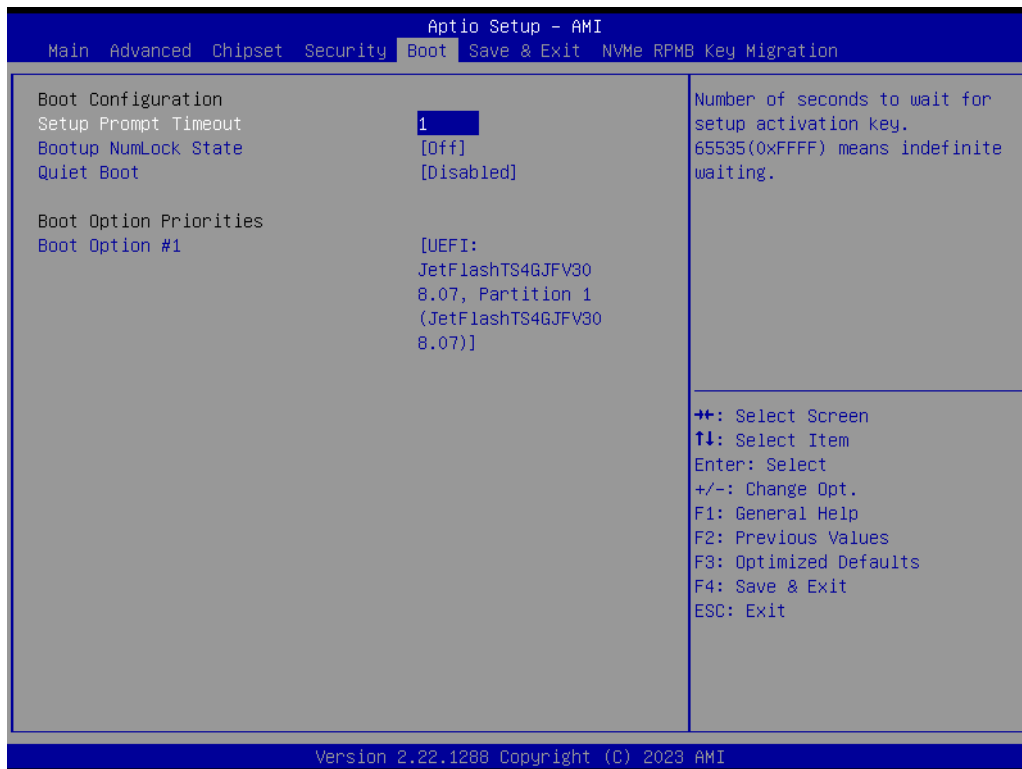 Aptio Setup - AMI
Main Advanced Chipset Security Boot Save & Exit NVMe RPMB Key Migration
Boot Configuration
Setup Prompt Timeout 1
Bootup NumLock State [Off]
Quiet Boot [Disabled]
Boot Option Priorities
Boot Option #1 [UEFI:
JetFlashTS4GJFV30
8.07, Partition 1
(JetFlashTS4GJFV30
8.07)]
Number of seconds to wait for
setup activation key.
65535(0xFFFF) means indefinite
waiting.
→←: Select Screen
↑↓: Select Item
Enter: Select
+/-: Change Opt.
F1: General Help
F2: Previous Values
F3: Optimized Defaults
F4: Save & Exit
ESC: Exit
Version 2.22.1288 Copyright (C) 2023 AMI